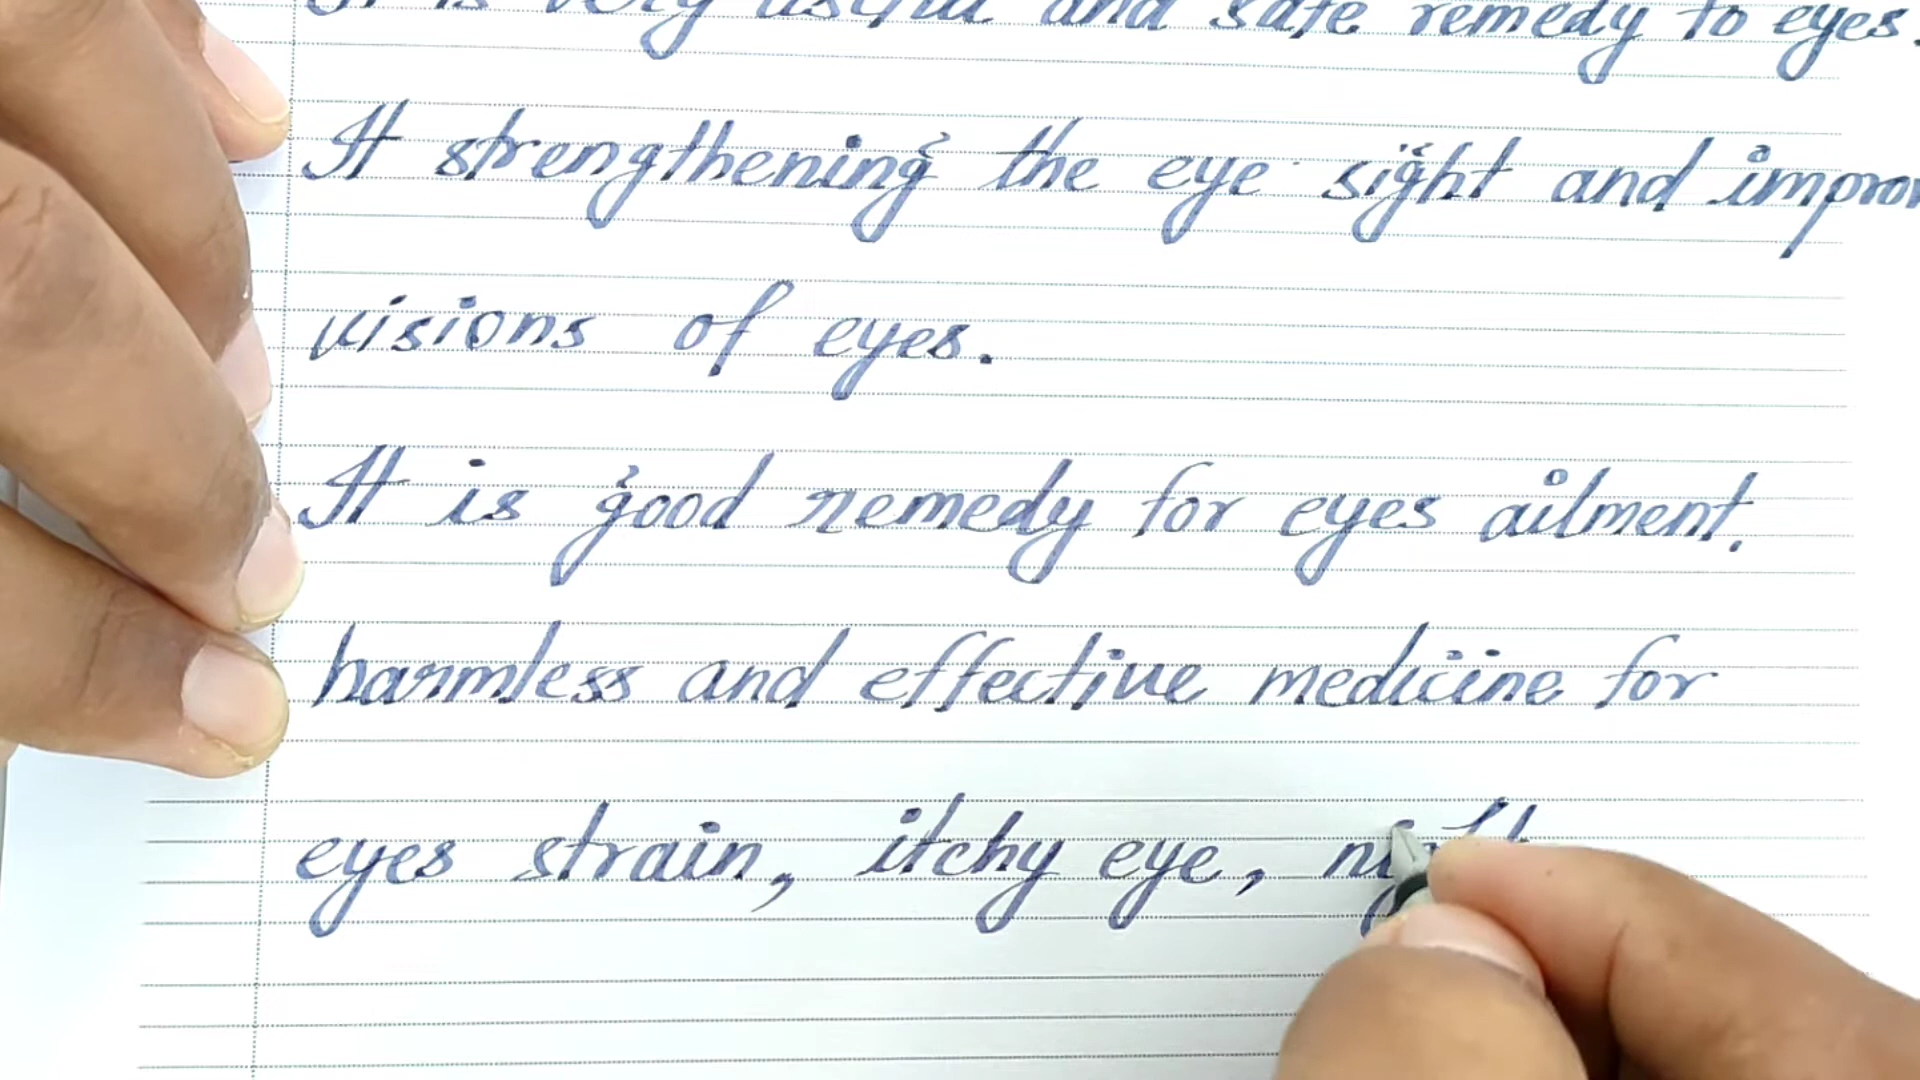 It is very useful and safe remedy to eyes.
It strengthening the eye sight and
visions of eyes.
It is good remedy for eyes ailment.
harmless and effective medicine for
eyes strain, itchy eye,